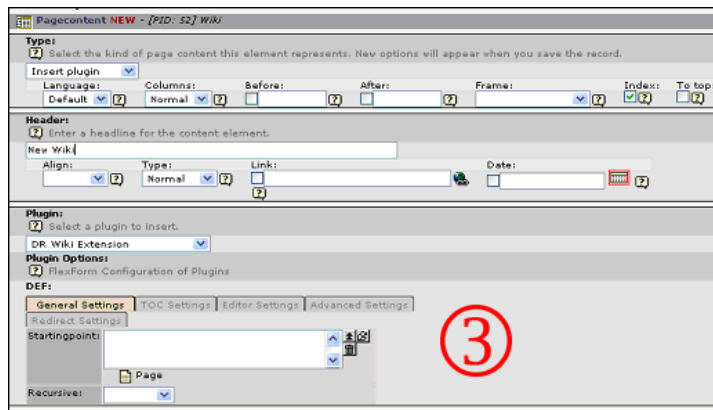 Pagecontent NEW - [PID: 52] Wiki
Type:
? Select the kind of page content this element represents. New options will appear when you save the record.
Insert plugin
Language: Columns: Before: After: Frame: Index: To top
Default ? Normal ? ? ? ? ? ?
Header:
? Enter a headline for the content element.
New Wiki
Align: Type: Link: Date:
? Normal ? ?
?
Plugin:
? Select a plugin to insert.
DR Wiki Extension
Plugin Options:
? FlexForm Configuration of Plugins
DEF:
General Settings TOC Settings Editor Settings Advanced Settings
Redirect Settings
Startingpoint:
3
Page
Recursive: